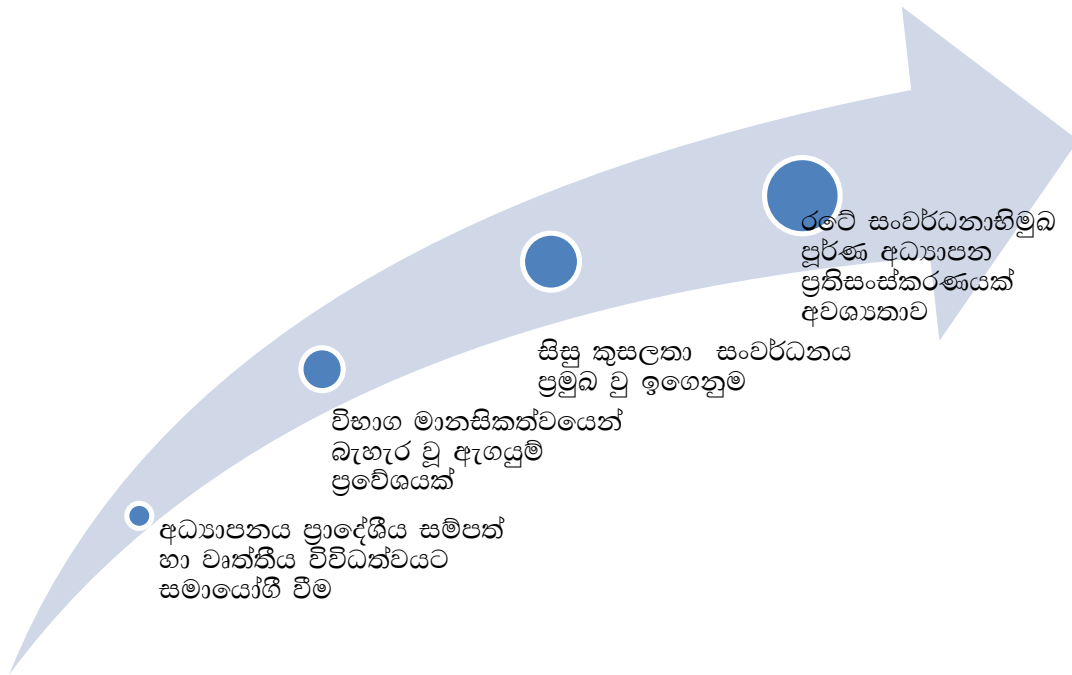 රටේ සංවර්ධනාභිමුඛ
පූර්ණ අධ්‍යාපන
ප්‍රතිසංස්කරණයක්
අවශ්‍යතාව
සිසු කුසලතා සංවර්ධනය
ප්‍රමුඛ වු ඉගෙනුම
විභාග මානසිකත්වයෙන්
බැහැර වූ ඇගයුම්
ප්‍රවේශයක්
අධ්‍යාපනය ප්‍රාදේශීය සම්පත්
හා වෘත්තීය විවිධත්වයට
සමායෝගී වීම